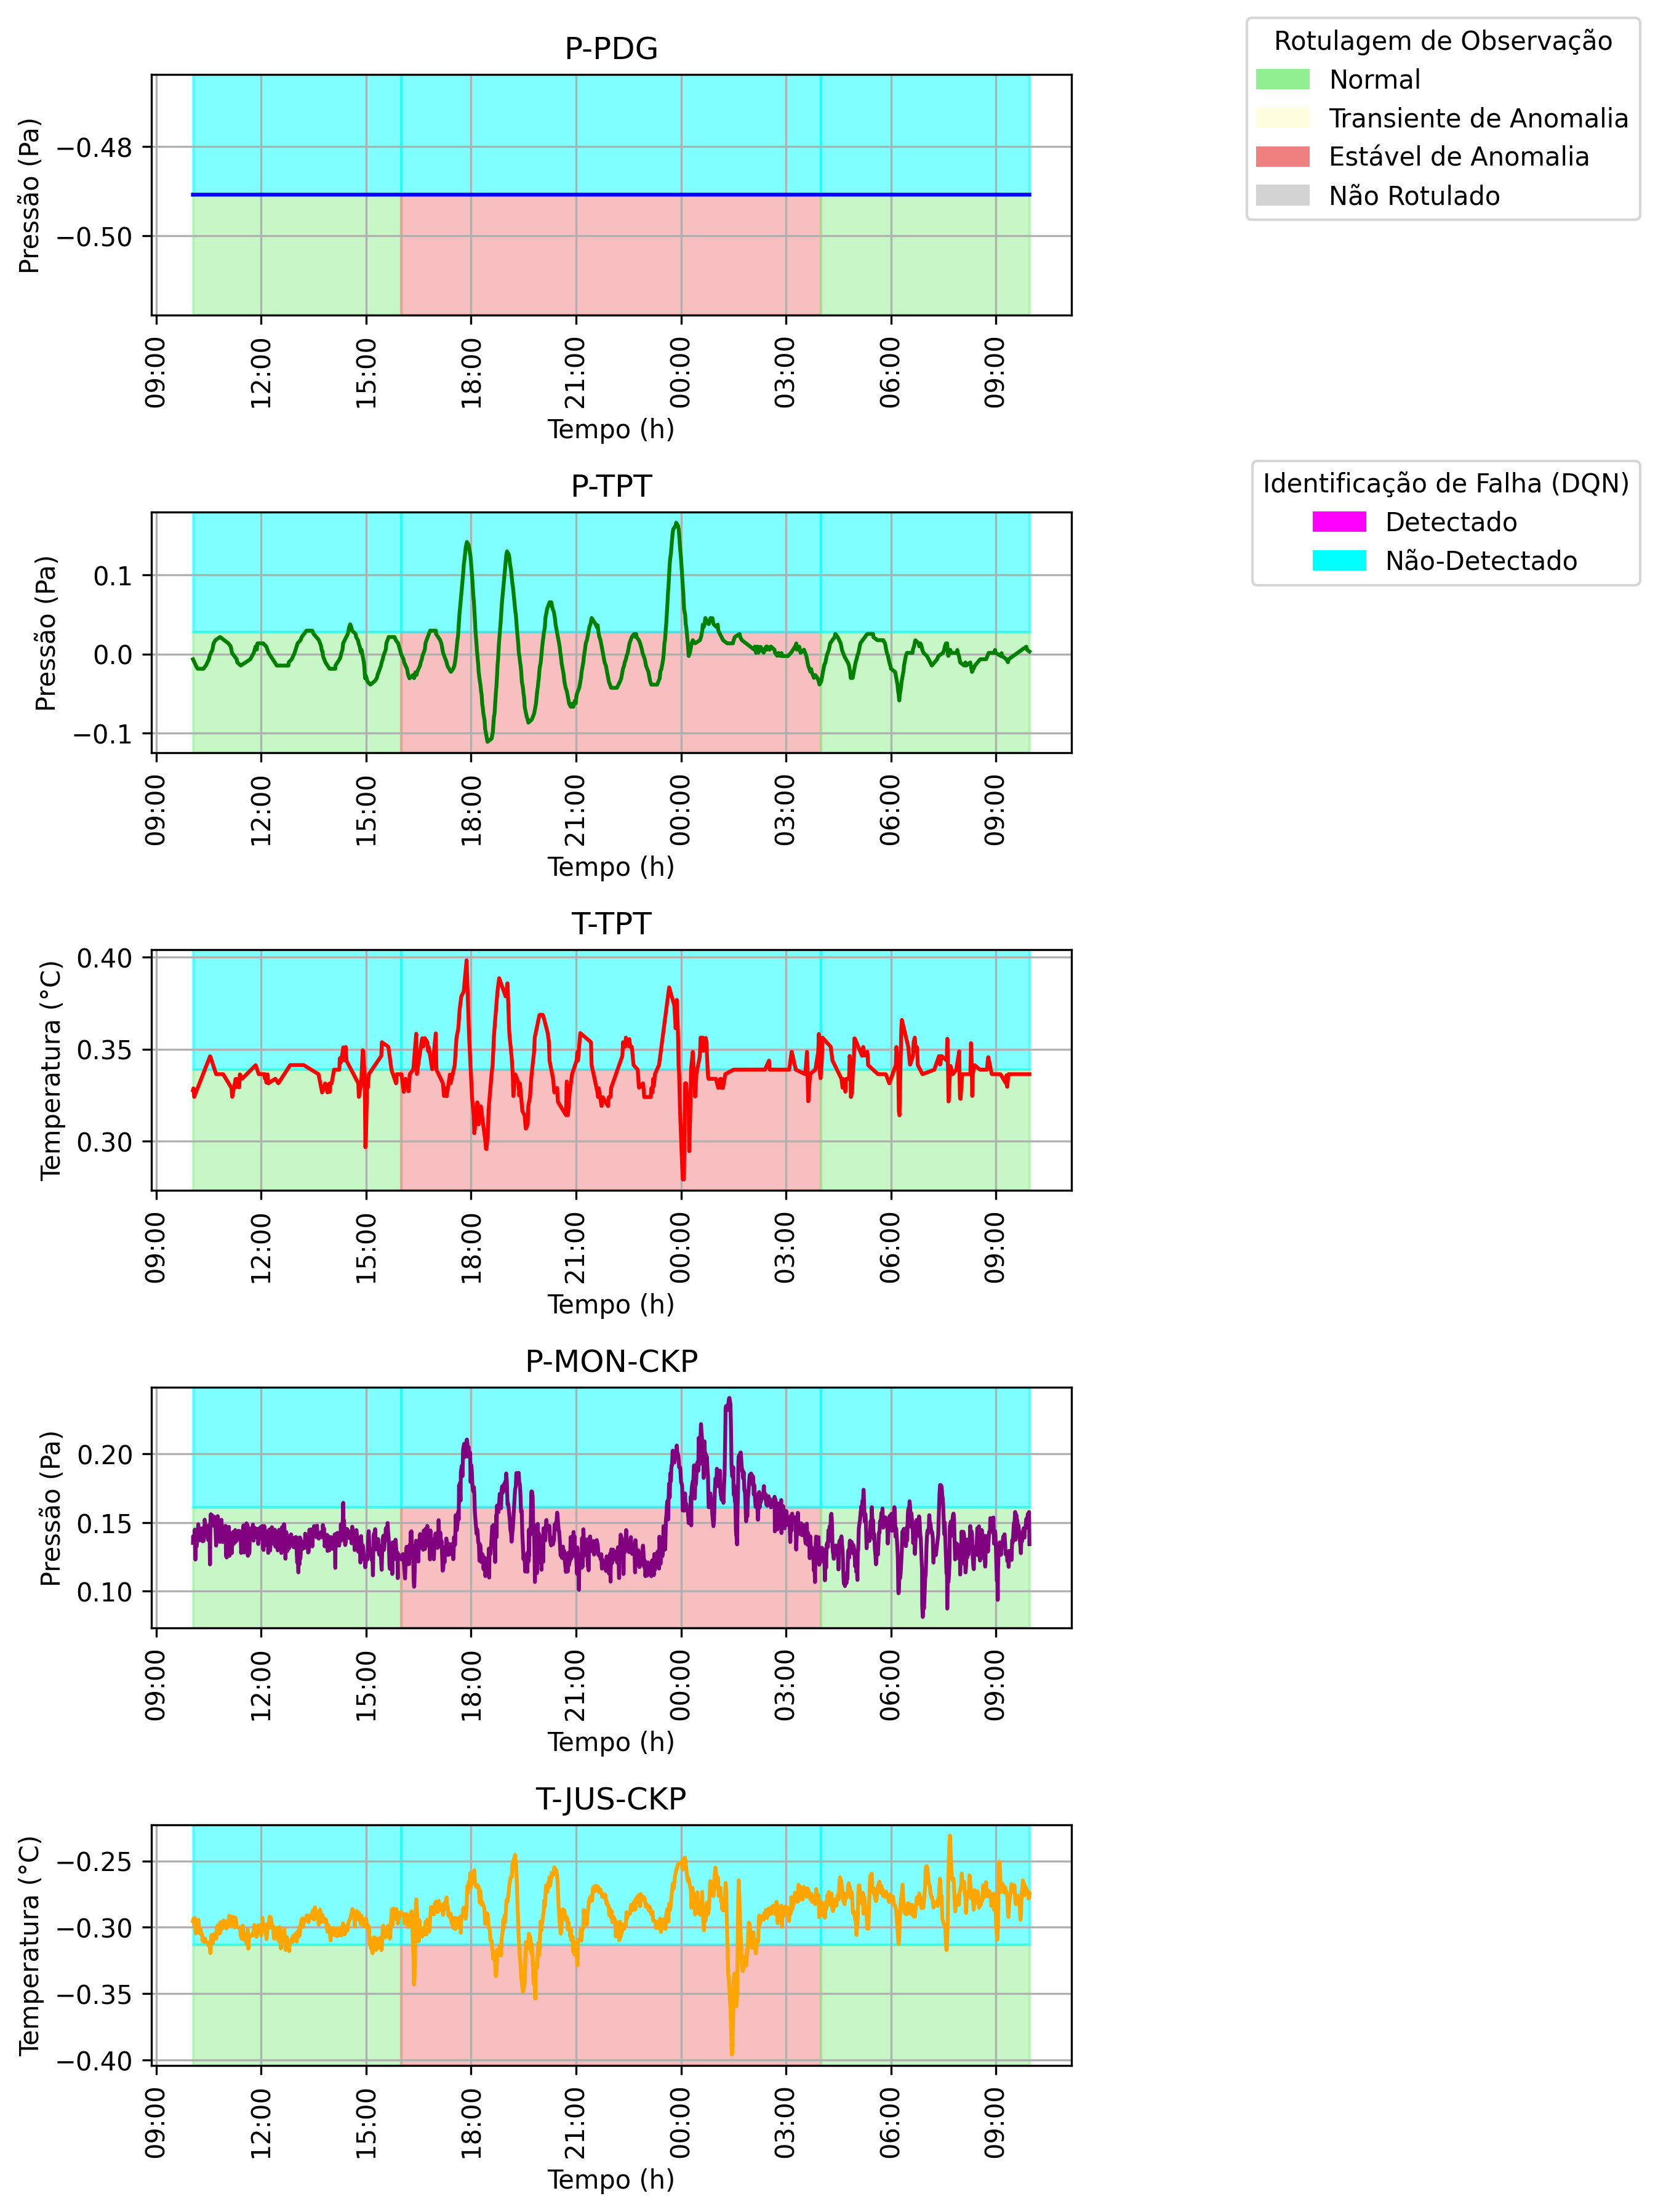 P-PDG
Pressão (Pa)
−0.48
−0.50
09:00
12:00
15:00
18:00
21:00
00:00
03:00
06:00
09:00
Tempo (h)
Rotulagem de Observação
Normal
Transiente de Anomalia
Estável de Anomalia
Não Rotulado
P-TPT
Pressão (Pa)
0.1
0.0
−0.1
09:00
12:00
15:00
18:00
21:00
00:00
03:00
06:00
09:00
Tempo (h)
Identificação de Falha (DQN)
Detectado
Não-Detectado
T-TPT
Temperatura (°C)
0.40
0.35
0.30
09:00
12:00
15:00
18:00
21:00
00:00
03:00
06:00
09:00
Tempo (h)
P-MON-CKP
Pressão (Pa)
0.20
0.15
0.10
09:00
12:00
15:00
18:00
21:00
00:00
03:00
06:00
09:00
Tempo (h)
T-JUS-CKP
Temperatura (°C)
−0.25
−0.30
−0.35
−0.40
09:00
12:00
15:00
18:00
21:00
00:00
03:00
06:00
09:00
Tempo (h)